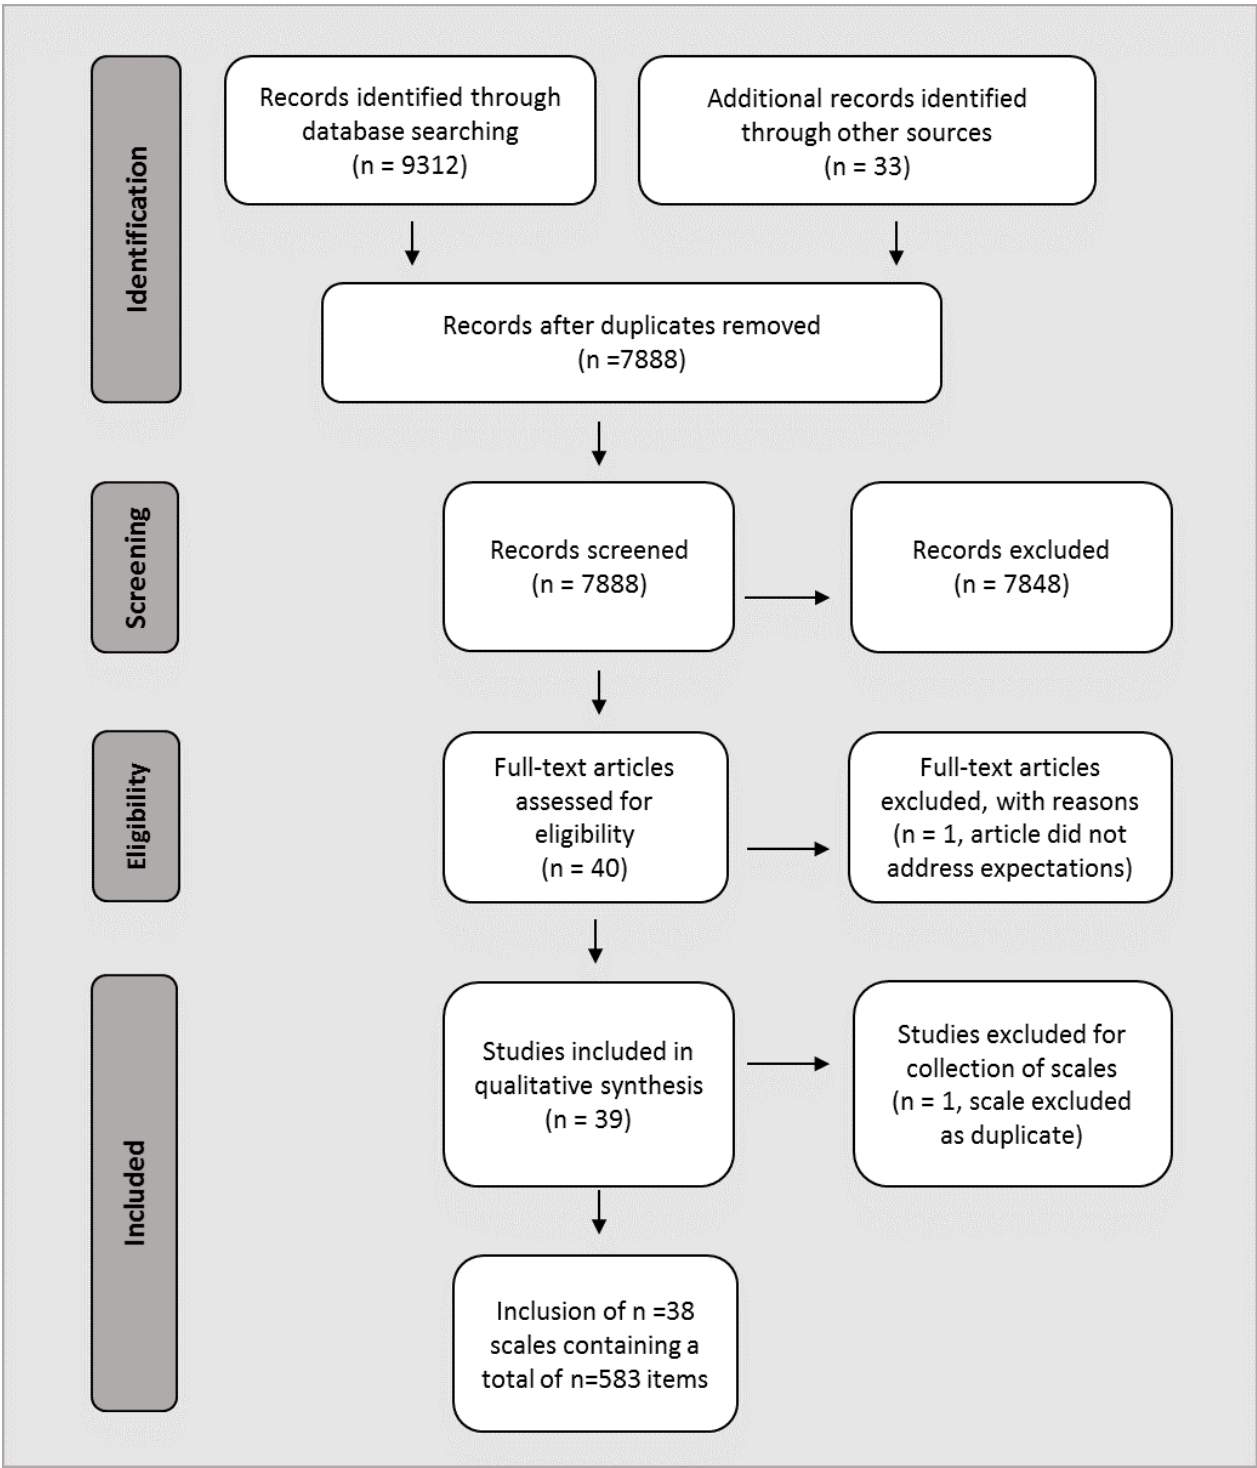 Identification
Records identified through
database searching
(n = 9312)
Additional records identified
through other sources
(n = 33)
Records after duplicates removed
(n =7888)
Screening
Records screened
(n = 7888)
Records excluded
(n = 7848)
Eligibility
Full-text articles
assessed for
eligibility
(n = 40)
Full-text articles
excluded, with reasons
(n = 1, article did not
address expectations)
Included
Studies included in
qualitative synthesis
(n = 39)
Studies excluded for
collection of scales
(n = 1, scale excluded
as duplicate)
Inclusion of n =38
scales containing a
total of n=583 items